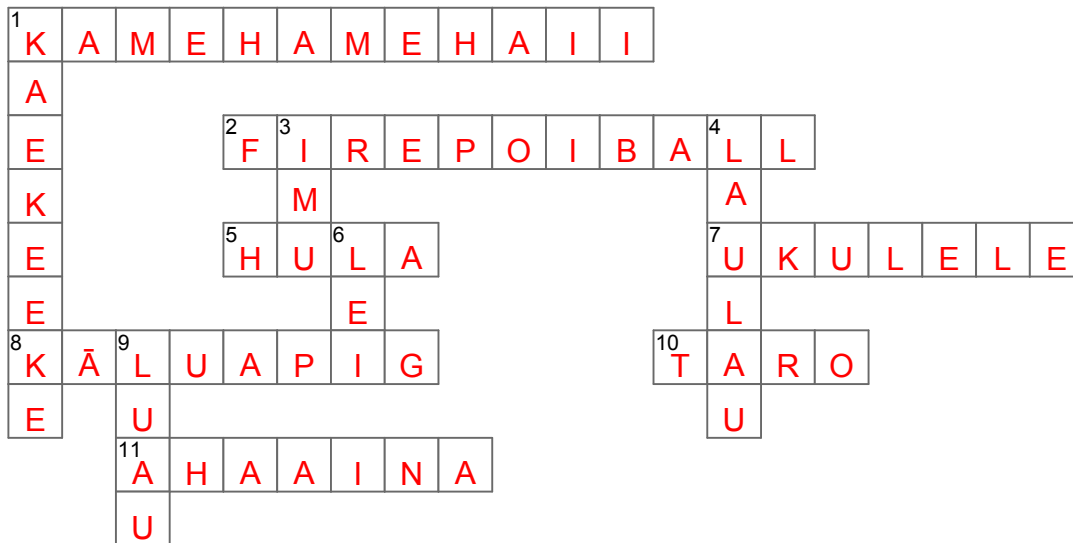 1 K A M E H A M E H A I I
A
E 2 F 3 I R E P O I B A 4 L L
K M A
E 5 H U 6 L A 7 U K U L E L E
E E L
8 K Ā 9 L U A P I G 10 T A R O
E U U
11 A H A A I N A
U